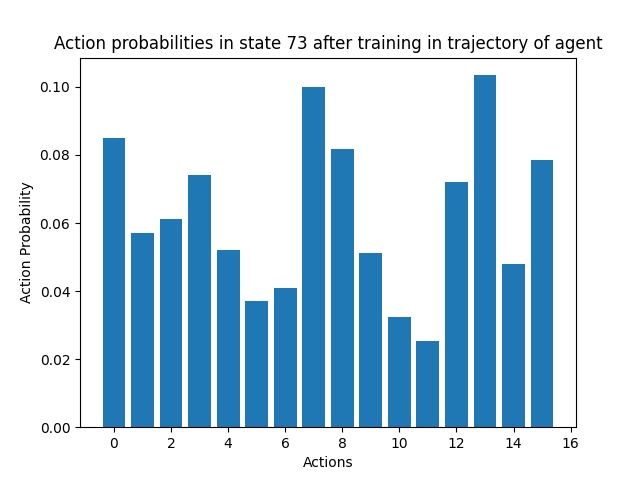 Action probabilities in state 73 after training in trajectory of agent
0.10
0.08
0.06
0.04
0.02
0.00
Action Probability
0 2 4 6 8 10 12 14 16
Actions